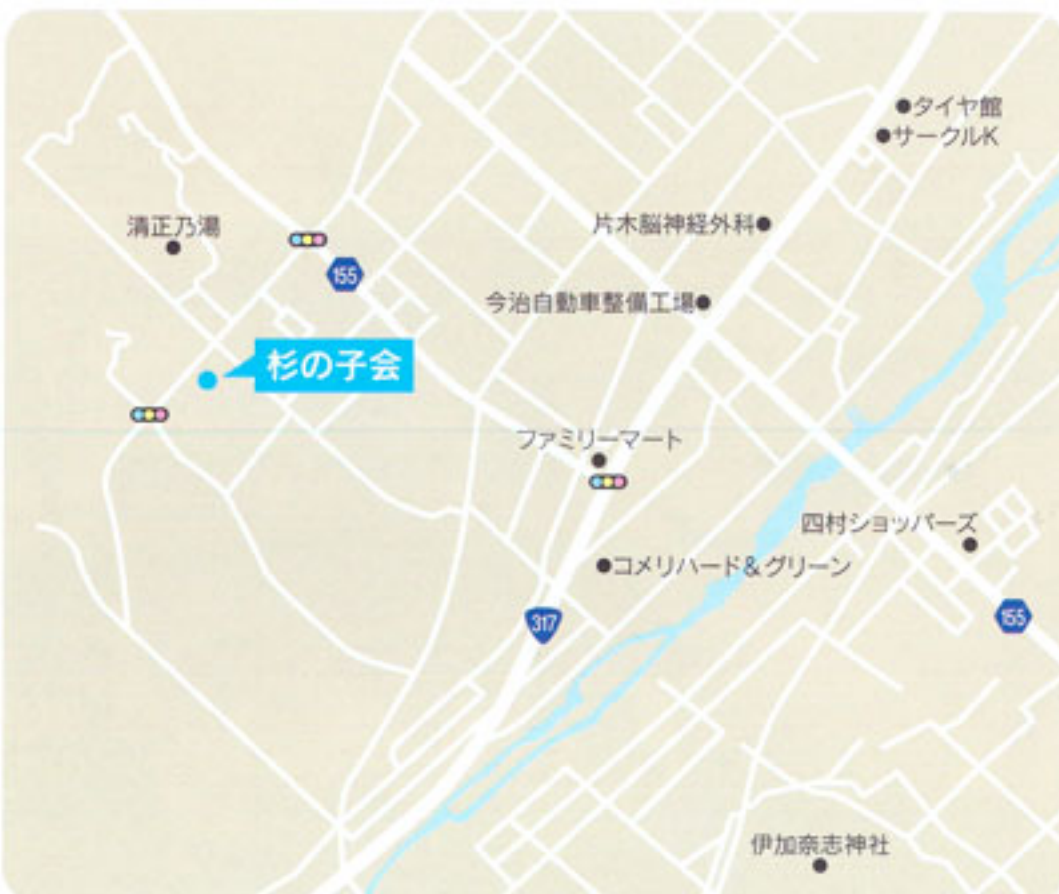 タイヤ館
サークルK
清正乃湯
片木脳神経外科
155
今治自動車整備工場
杉の子会
ファミリーマート
四村ショッパーズ
コメリハード&グリーン
317
155
伊加奈志神社